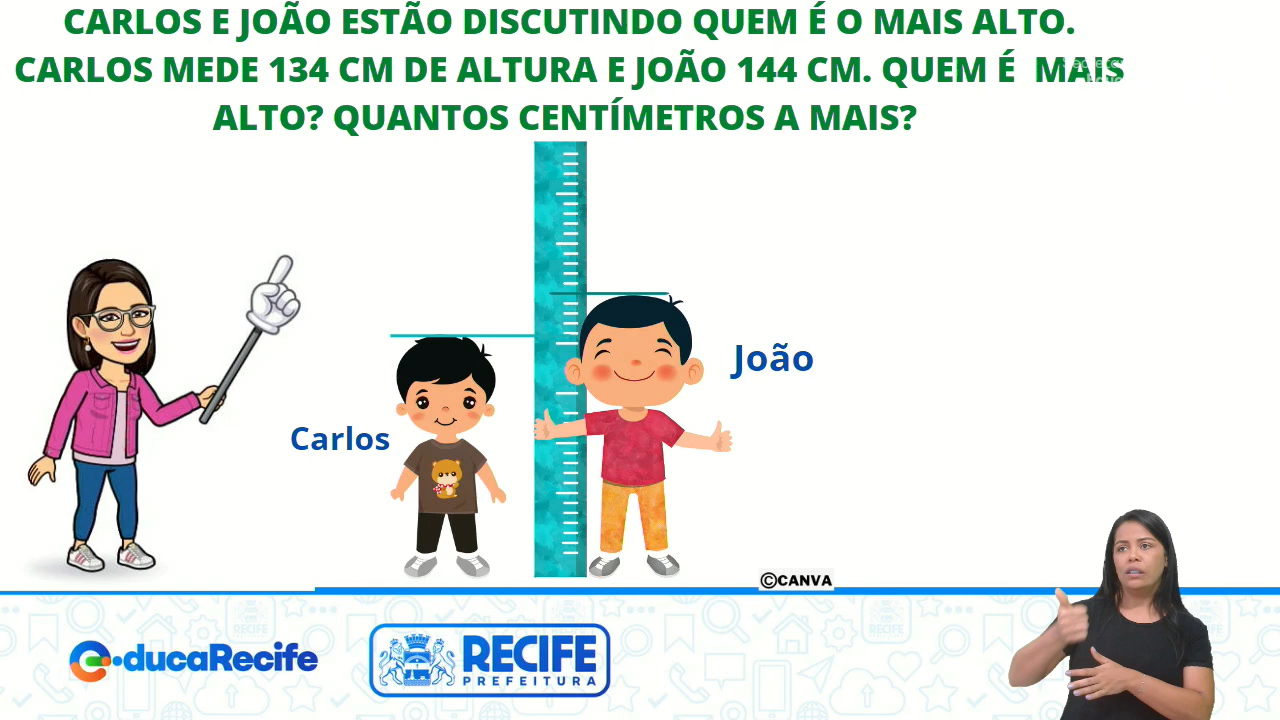 CARLOS E JOÃO ESTÃO DISCUTINDO QUEM É O MAIS ALTO.
CARLOS MEDE 134 CM DE ALTURA E JOÃO 144 CM. QUEM É MAIS
ALTO? QUANTOS CENTÍMETROS A MAIS?
João
Carlos
©CANVA
ducaRecife
RECIFE
PREFEITURA